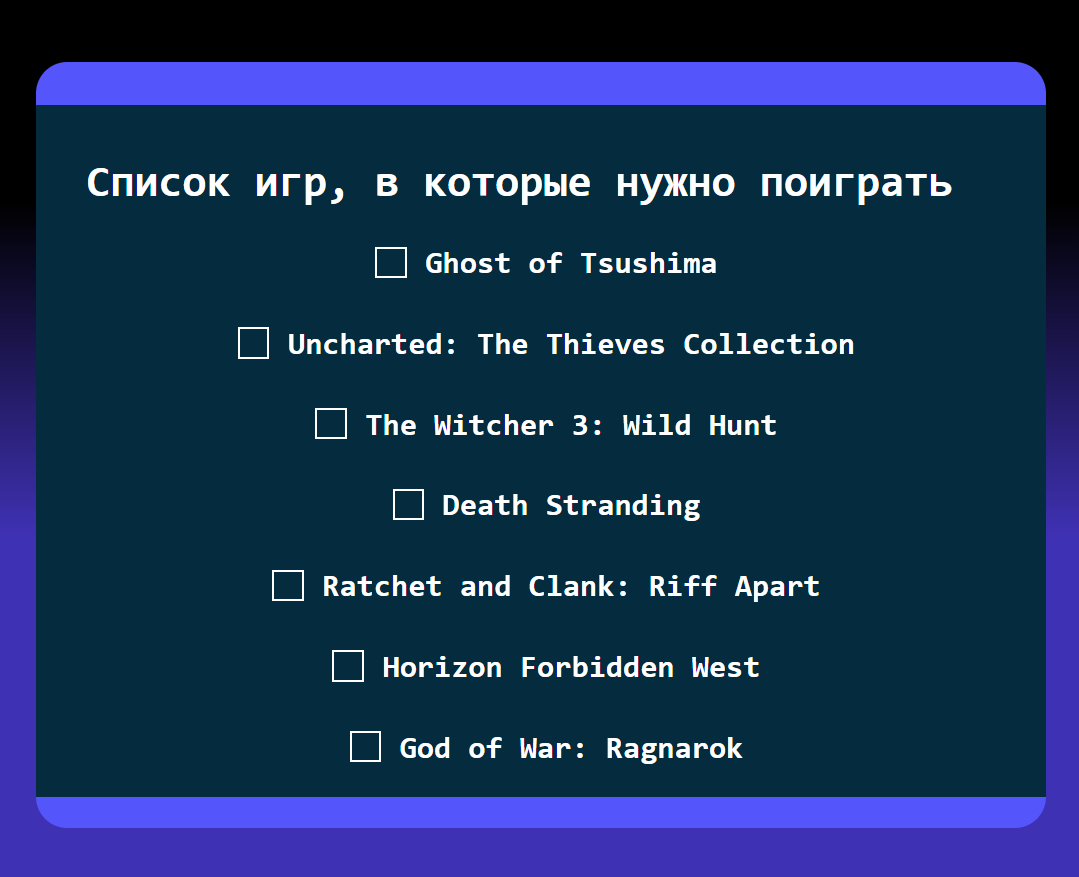 Список игр, в которые нужно поиграть
Ghost of Tsushima
Uncharted: The Thieves Collection
The Witcher 3: Wild Hunt
Death Stranding
Ratchet and Clank: Riff Apart
Horizon Forbidden West
God of War: Ragnarok